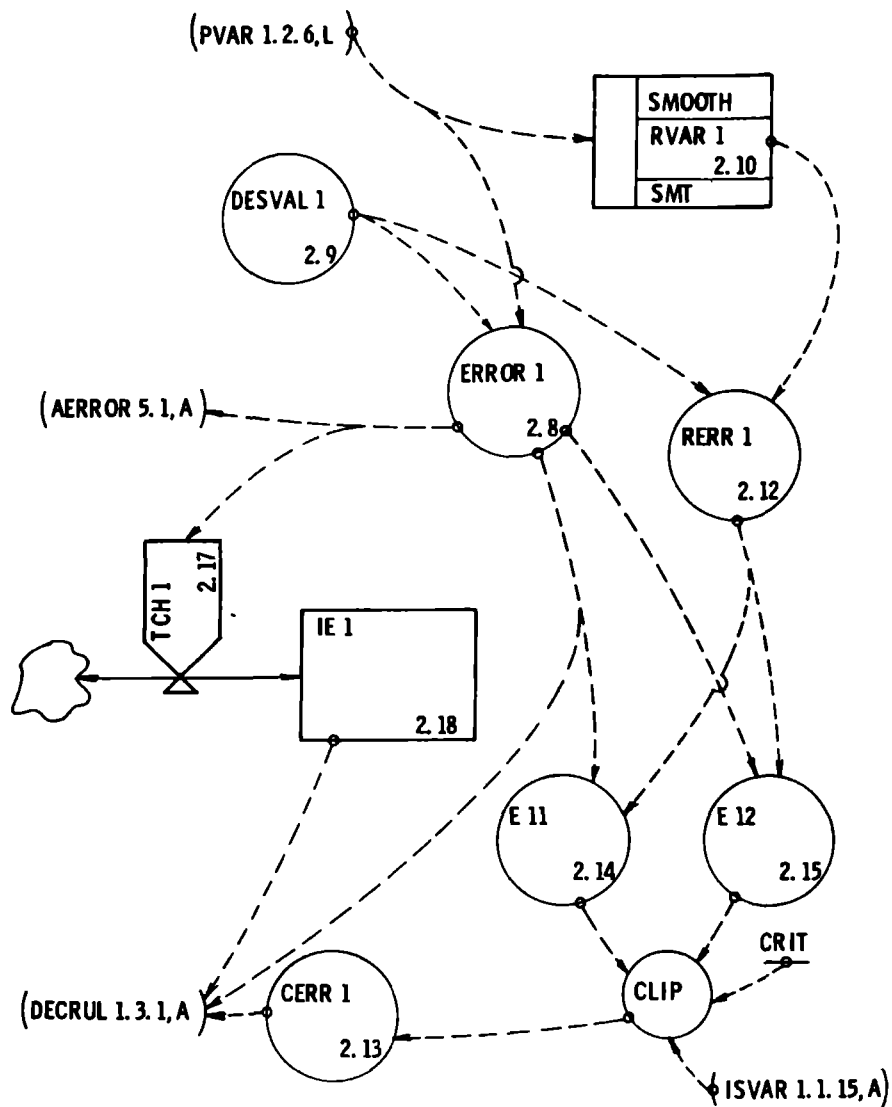 (PVAR 1.2.6, L)
SMOOTH
RVAR 1
2.10
SMT
DESVAL 1
2.9
ERROR 1
2.8
(AERROR 5.1, A)
RERR 1
2.12
TCH 1
2.17
IE 1
2.18
E 11
2.14
E 12
2.15
CRIT
CLIP
(DECRUL 1.3.1, A)
CERR 1
2.13
(ISVAR 1.1.15, A)